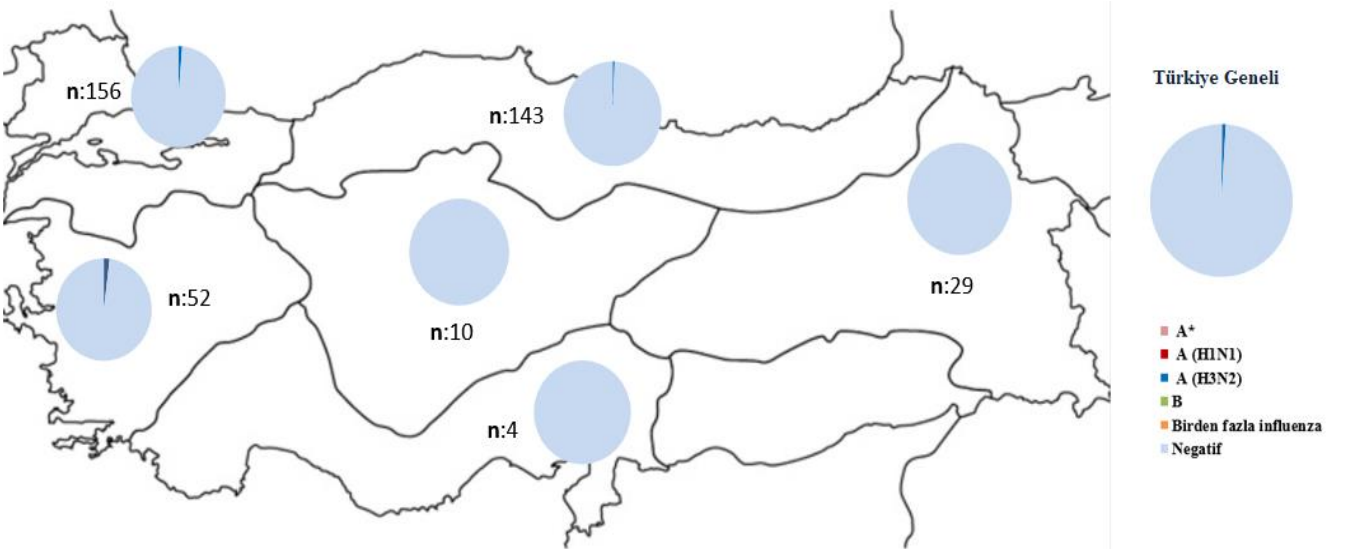 n:156
n:143
n:52
n:10
n:29
n:4
Türkiye Geneli
A*
A (H1N1)
A (H3N2)
B
Birden fazla influenza
Negatif